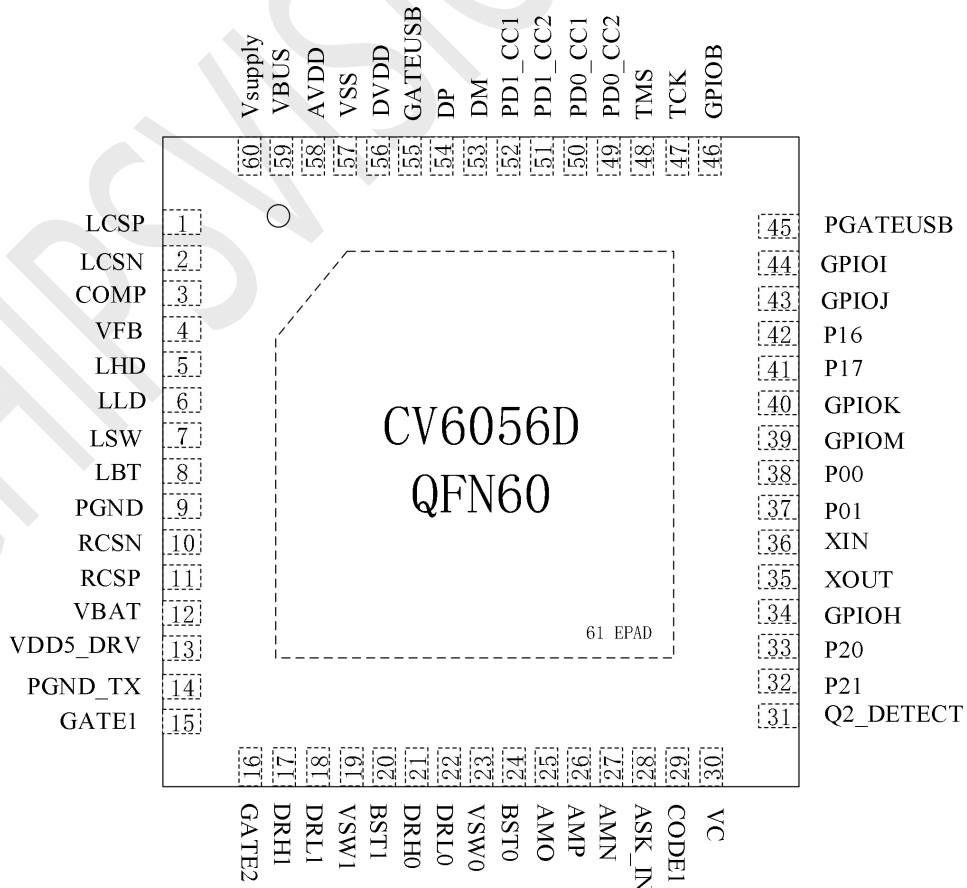 Vsupply
VBUS
AVDD
VSS
DVDD
GATEUSB
DP
DM
PD1_CC1
PD1_CC2
PD0_CC1
PD0_CC2
TMS
TCK
GPIOB
60
59
58
57
56
55
54
53
52
51
50
49
48
47
46
LCSP 1
LCSN 2
COMP 3
VFB 4
LHD 5
LLD 6
LSW 7
LBT 8
PGND 9
RCSN 10
RCSP 11
VBAT 12
VDD5_DRV 13
PGND_TX 14
GATE1 15
CV6056D
QFN60
61 EPAD
45 PGATEUSB
44 GPIOI
43 GPIOJ
42 P16
41 P17
40 GPIOK
39 GPIOM
38 P00
37 P01
36 XIN
35 XOUT
34 GPIOH
33 P20
32 P21
31 Q2_DETECT
16
17
18
19
20
21
22
23
24
25
26
27
28
29
30
GATE2
DRH1
DRL1
VSW1
BST1
DRH0
DRL0
VSW0
BST0
AMO
AMP
AMN
ASK_IN
CODE1
VC
CHIPSVISION